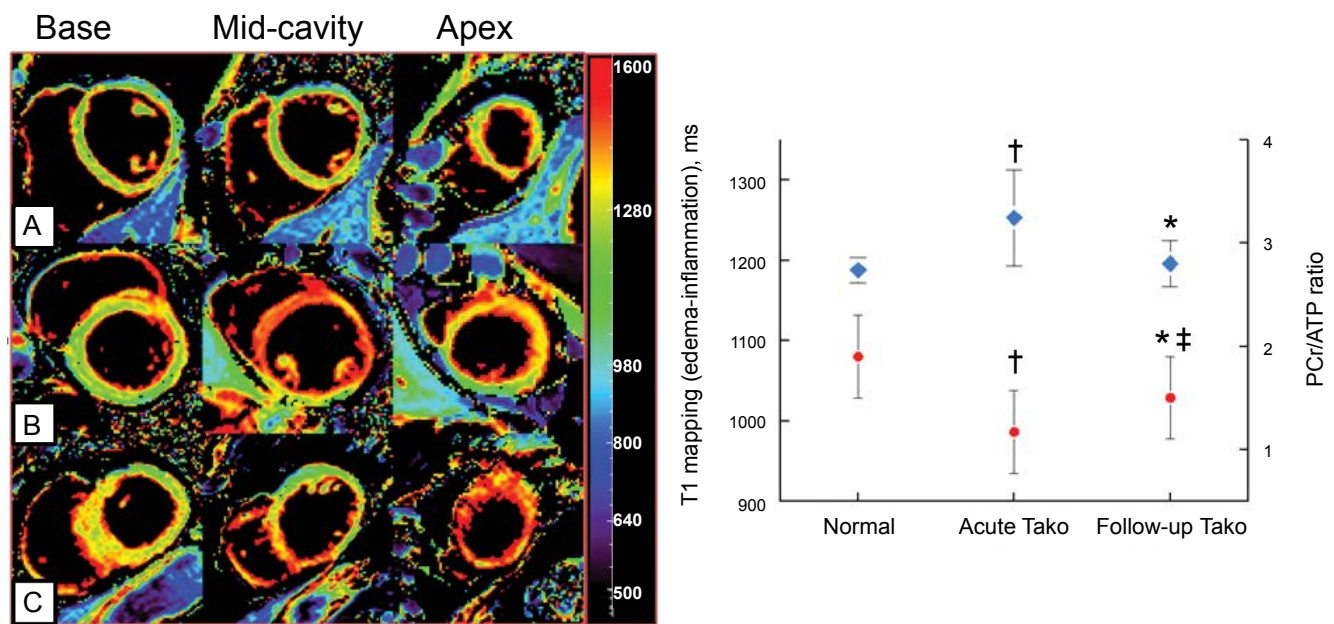 Base Mid-cavity Apex
A
B
C
1600
1280
980
800
640
500
T1 mapping (edema-inflammation), ms
1300
1200
1100
1000
900
†
†
*
* ‡
Normal Acute Tako Follow-up Tako
4
3
2
1
PCr/ATP ratio